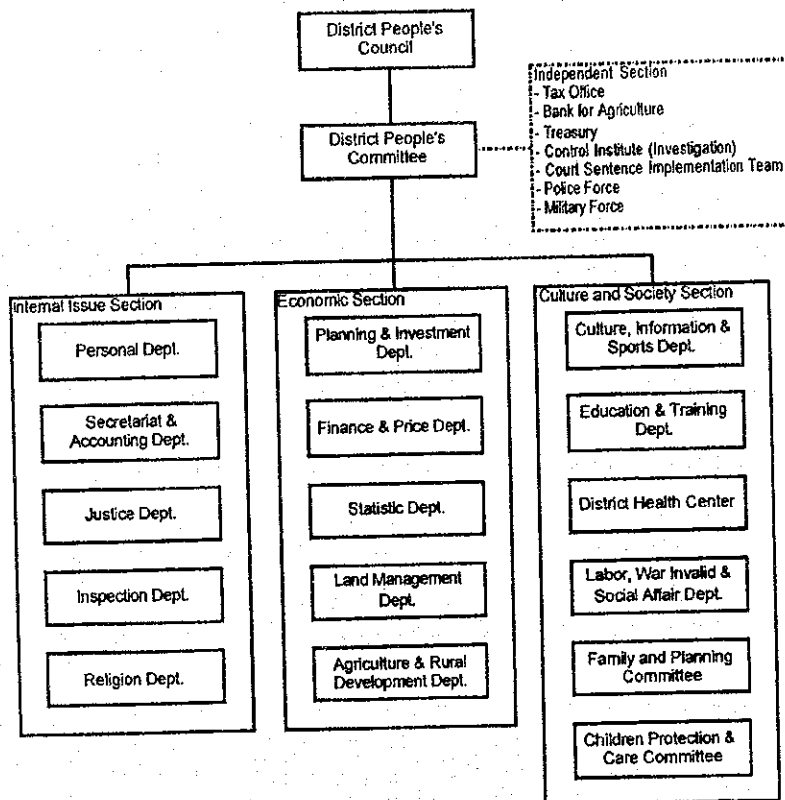 District People's
Council
District People's
Committee
Independent Section
- Tax Office
- Bank for Agriculture
- Treasury
- Control Institute (Investigation)
- Court Sentence Implementation Team
- Police Force
- Military Force
Internal Issue Section
Personal Dept.
Secretariat &
Accounting Dept.
Justice Dept.
Inspection Dept.
Religion Dept.
Economic Section
Planning & Investment
Dept.
Finance & Price Dept.
Statistic Dept.
Land Management
Dept.
Agriculture & Rural
Development Dept.
Culture and Society Section
Culture, Information &
Sports Dept.
Education & Training
Dept.
District Health Center
Labor, War Invalid &
Social Affair Dept.
Family and Planning
Committee
Children Protection &
Care Committee